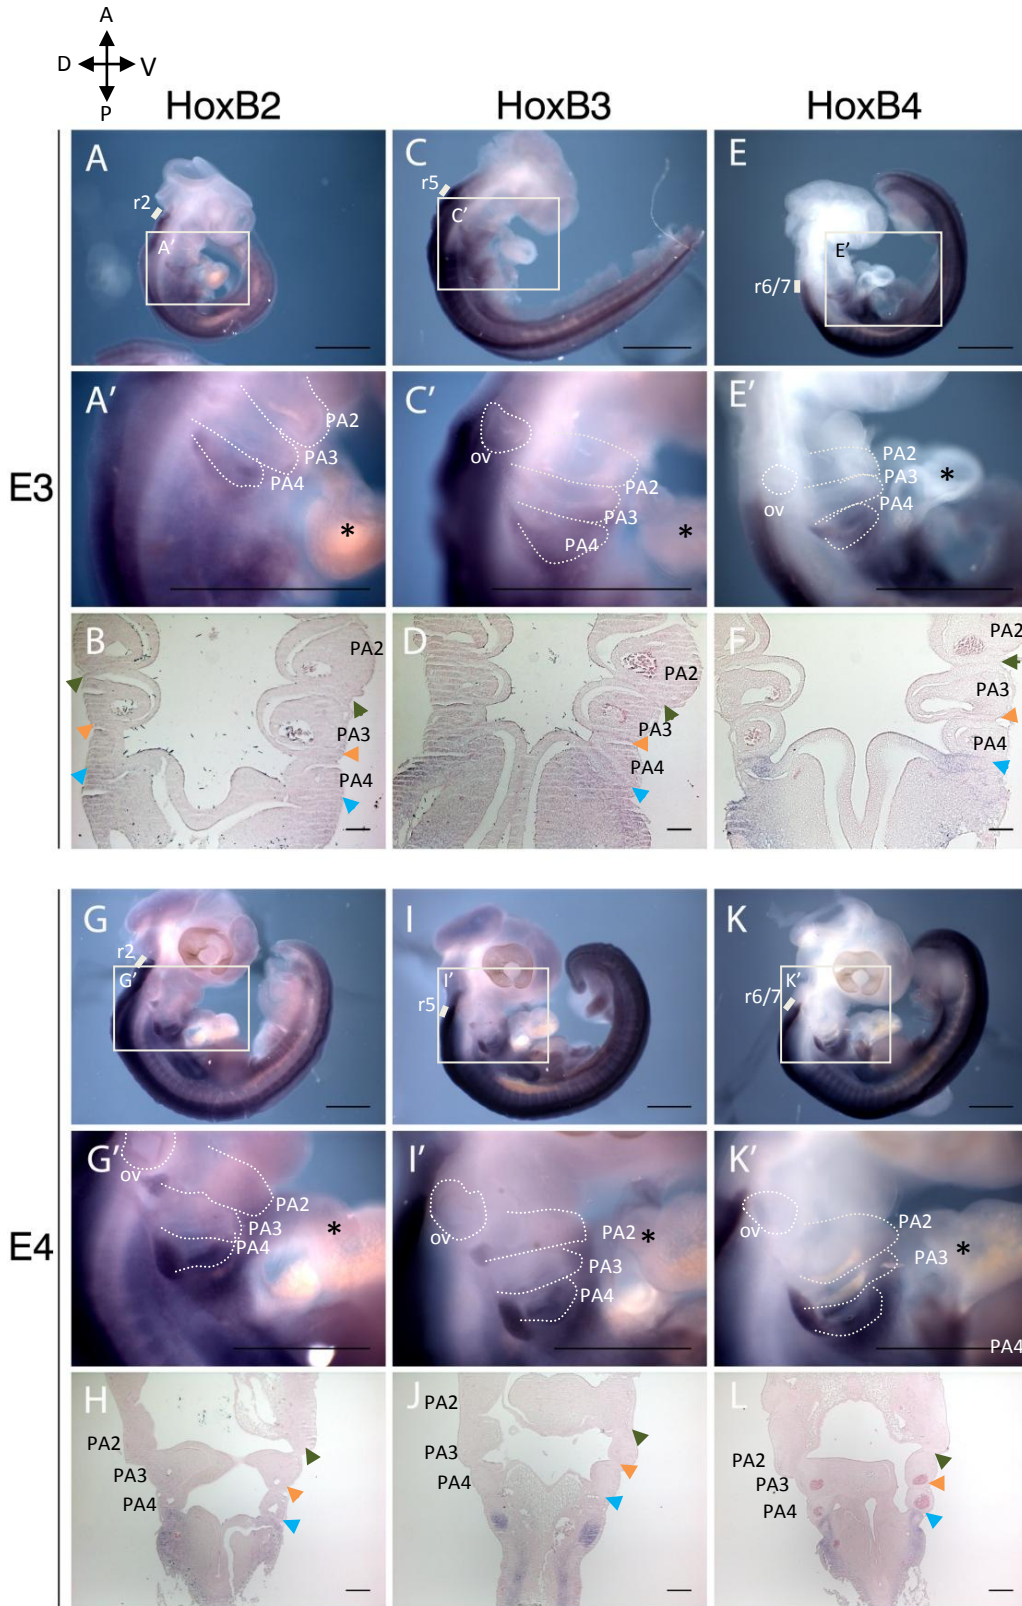 A
D V
P
HoxB2 HoxB3 HoxB4
A C E
r2 r5 r6/7
A' C' E'
E3
A' C' E'
PA2 PA3 PA4 *
ov PA2 PA3 PA4 *
ov PA2 PA3 PA4 *
B D F
PA2 PA3 PA4
PA2 PA3 PA4
PA2 PA3 PA4
G I K
r2 r5 r6/7
G' I' K'
E4
G' I' K'
ov PA2 PA3 PA4 *
ov PA2 PA3 PA4 *
ov PA2 PA3 PA4 *
H J L
PA2 PA3 PA4
PA2 PA3 PA4
PA2 PA3 PA4